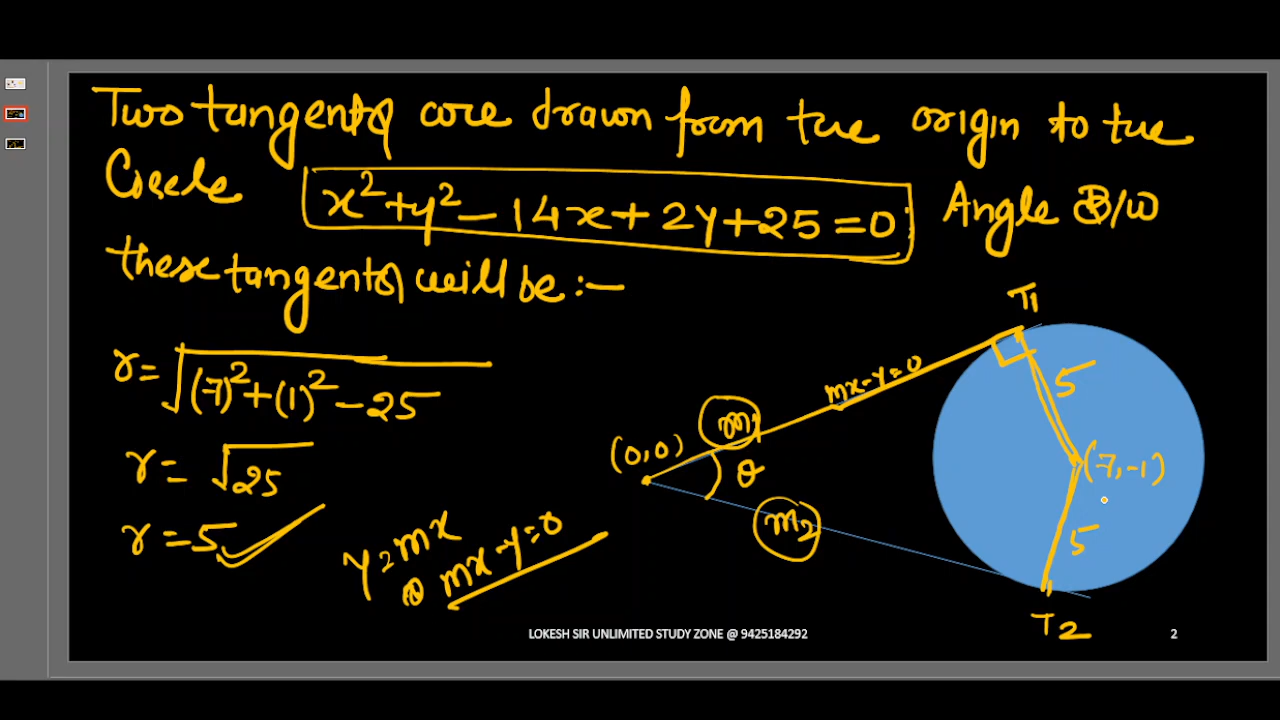 Two tangents are drawn from the origin to the
Circle x²+y²-14x+2y+25=0 Angle B/W
these tangents will be:-
T1
r=√(7)²+(1)²-25
mx-y=0
5
(0,0)
m1
θ
(7,-1)
r=√25
m2
r=5
y=mx
mx-y=0
5
T2
LOKESH SIR UNLIMITED STUDY ZONE @ 9425184292
2